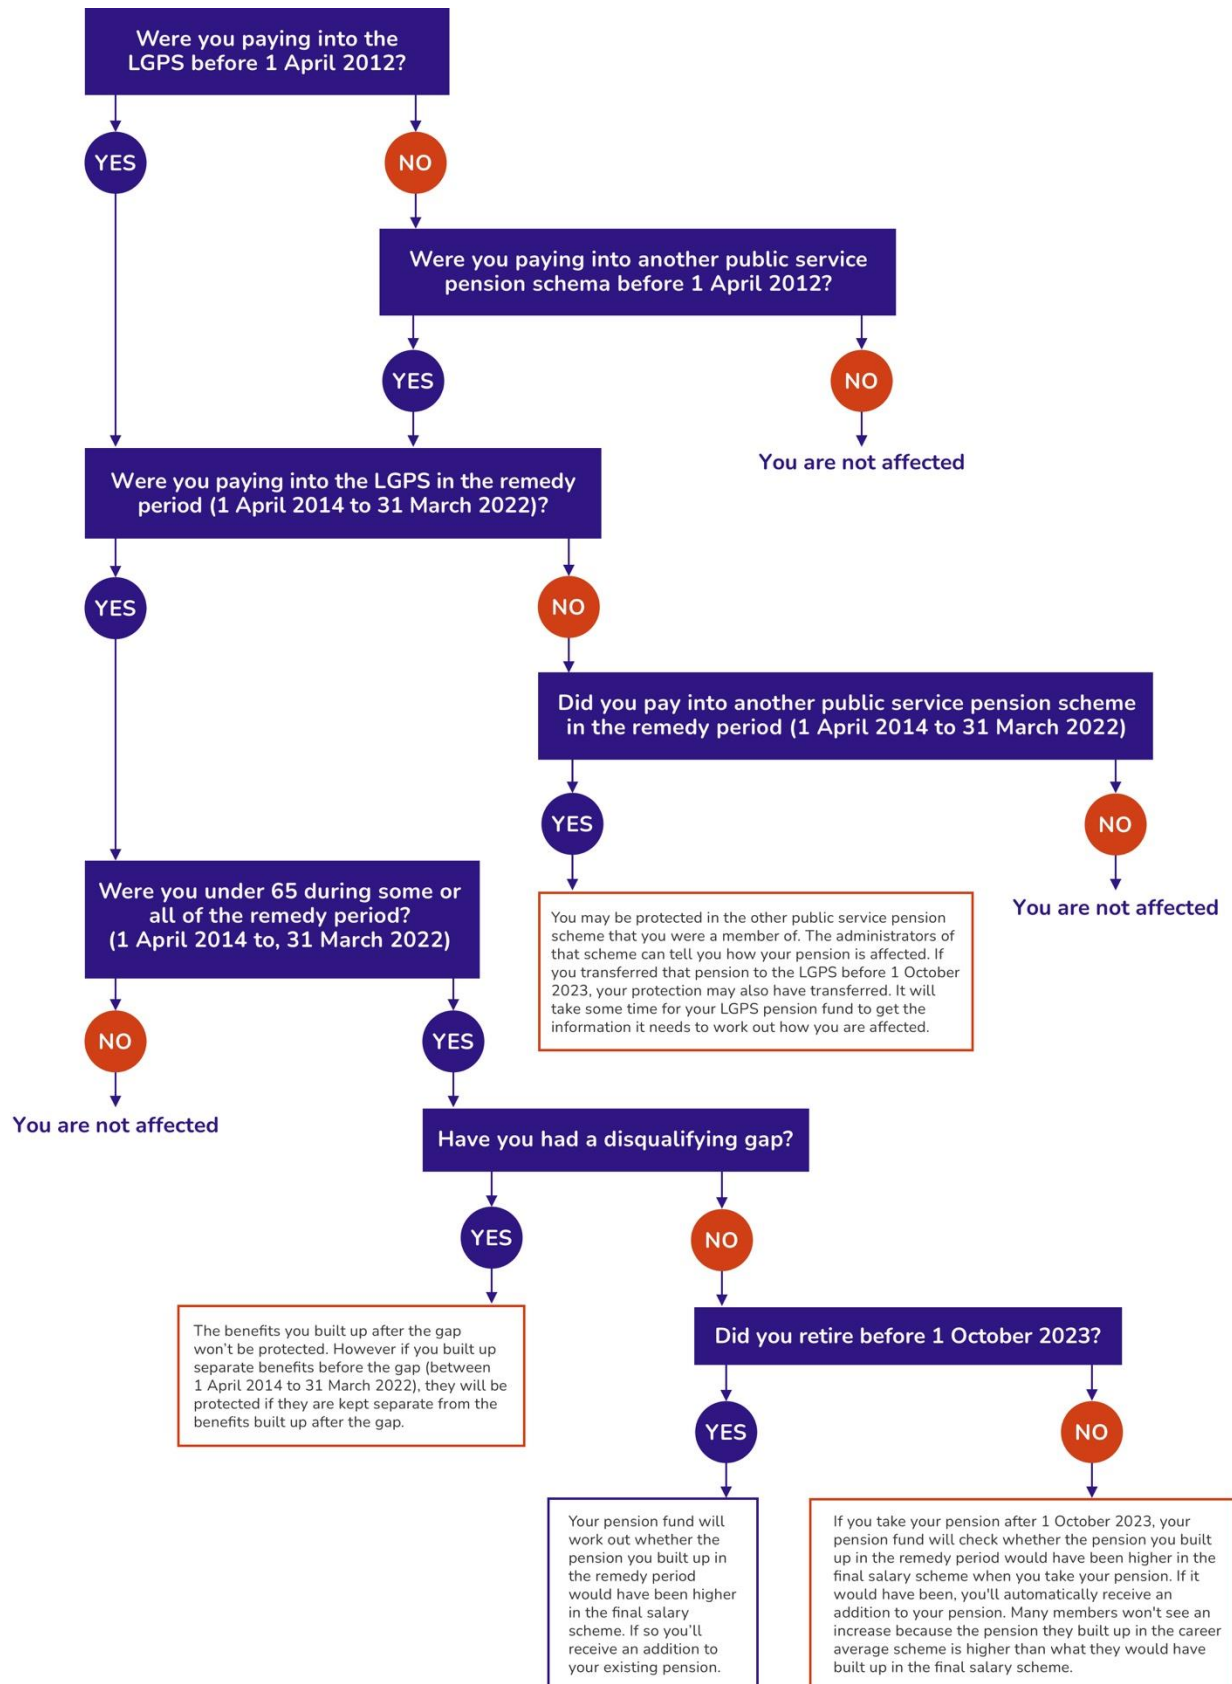 Were you paying into the
LGPS before 1 April 2012?
YES
NO
Were you paying into another public service
pension schema before 1 April 2012?
YES
NO
You are not affected
Were you paying into the LGPS in the remedy
period (1 April 2014 to 31 March 2022)?
YES
NO
Did you pay into another public service pension scheme
in the remedy period (1 April 2014 to 31 March 2022)
YES
NO
You are not affected
You may be protected in the other public service pension
scheme that you were a member of. The administrators of
that scheme can tell you how your pension is affected. If
you transferred that pension to the LGPS before 1 October
2023, your protection may also have transferred. It will
take some time for your LGPS pension fund to get the
information it needs to work out how you are affected.
Were you under 65 during some or
all of the remedy period?
(1 April 2014 to, 31 March 2022)
NO
YES
You are not affected
Have you had a disqualifying gap?
YES
NO
The benefits you built up after the gap
won't be protected. However if you built up
separate benefits before the gap (between
1 April 2014 to 31 March 2022), they will be
protected if they are kept separate from the
benefits built up after the gap.
Did you retire before 1 October 2023?
YES
NO
Your pension fund will
work out whether the
pension you built up in
the remedy period
would have been higher
in the final salary
scheme. If so you'll
receive an addition to
your existing pension.
If you take your pension after 1 October 2023, your
pension fund will check whether the pension you built
up in the remedy period would have been higher in the
final salary scheme when you take your pension. If it
would have been, you'll automatically receive an
addition to your pension. Many members won't see an
increase because the pension they built up in the career
average scheme is higher than what they would have
built up in the final salary scheme.